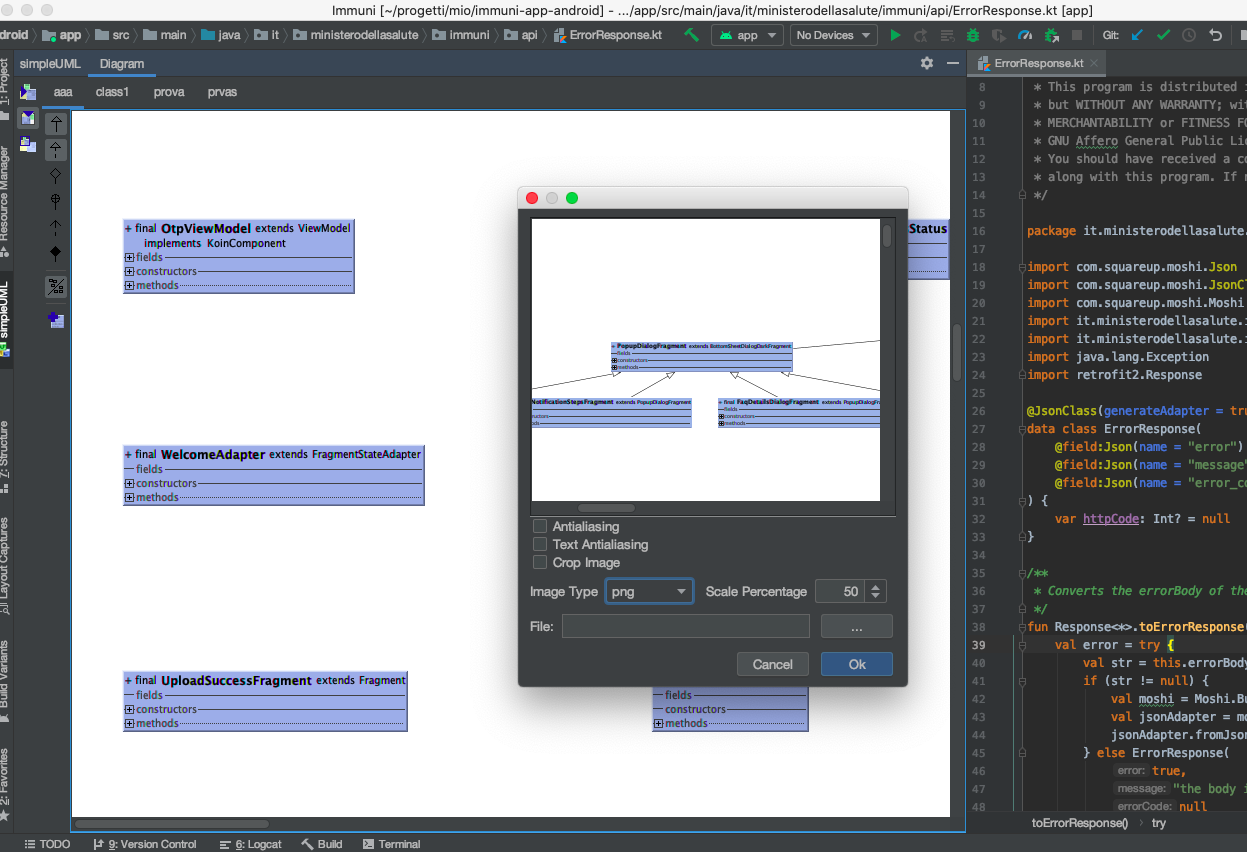 Immuni [~/progetti/mio/immuni-app-android] - .../app/src/main/java/it/ministerodellasalute/immuni/api/ErrorResponse.kt [app]
droid app src main java it ministerodellasalute immuni api ErrorResponse.kt app No Devices Git:
simpleUML Diagram
aaa class1 prova prvas
1: Project
Resource Manager
simpleUML
7: Structure
Layout Captures
Build Variants
2: Favorites
+ final OtpViewModel extends ViewModel
implements KoinComponent
fields
constructors
methods
+ final WelcomeAdapter extends FragmentStateAdapter
fields
constructors
methods
+ final UploadSuccessFragment extends Fragment
fields
constructors
methods
Status
fields
constructors
methods
+ PopupDialogFragment extends BottomSheetDialogDarkFragment
fields
constructors
methods
NotificationStepsFragment extends PopupDialogFragment
ructors
ods
+ final FaqDetailsDialogFragment extends PopupDialogFra
fields
constructors
methods
Antialiasing
Text Antialiasing
Crop Image
Image Type png Scale Percentage 50
File: ...
Cancel Ok
ErrorResponse.kt
8 * This program is distributed
9 * but WITHOUT ANY WARRANTY; wit
10 * MERCHANTABILITY or FITNESS FO
11 * GNU Affero General Public Lic
12 * You should have received a co
13 * along with this program. If n
14 */
15
16 package it.ministerodellasalute.
17
18 import com.squareup.moshi.Json
19 import com.squareup.moshi.JsonCl
20 import com.squareup.moshi.Moshi
21 import it.ministerodellasalute.i
22 import it.ministerodellasalute.i
23 import java.lang.Exception
24 import retrofit2.Response
25
26 @JsonClass(generateAdapter = tru
27 data class ErrorResponse(
28 @field:Json(name = "error")
29 @field:Json(name = "message"
30 @field:Json(name = "error_co
31 ) {
32 var httpCode: Int? = null
33 }
34
35 /**
36 * Converts the errorBody of the
37 */
38 fun Response<*>.toErrorResponse(
39 val error = try {
40 val str = this.errorBody
41 if (str != null) {
42 val moshi = Moshi.Bu
43 val jsonAdapter = mo
44 jsonAdapter.fromJson
45 } else ErrorResponse(
46 error: true,
47 message: "the body i
48 errorCode: null
toErrorResponse() try
TODO 9: Version Control 6: Logcat Build Terminal